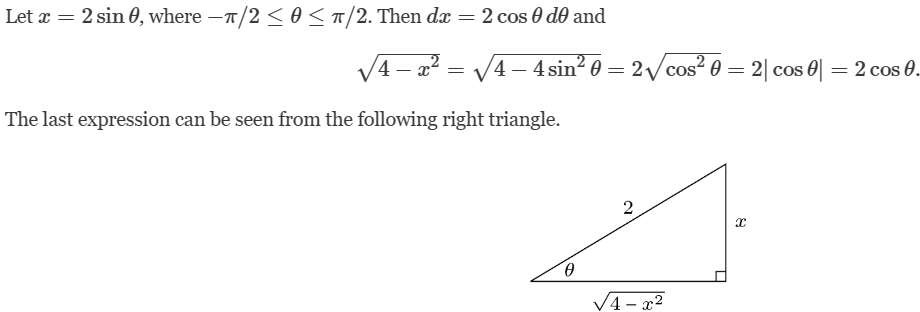 Let x = 2 sin θ, where −π/2 ≤ θ ≤ π/2. Then dx = 2 cos θ dθ and
√(4 − x²) = √(4 − 4 sin² θ) = 2√(cos² θ) = 2| cos θ| = 2 cos θ.
The last expression can be seen from the following right triangle.
2
x
θ
√(4 − x²)